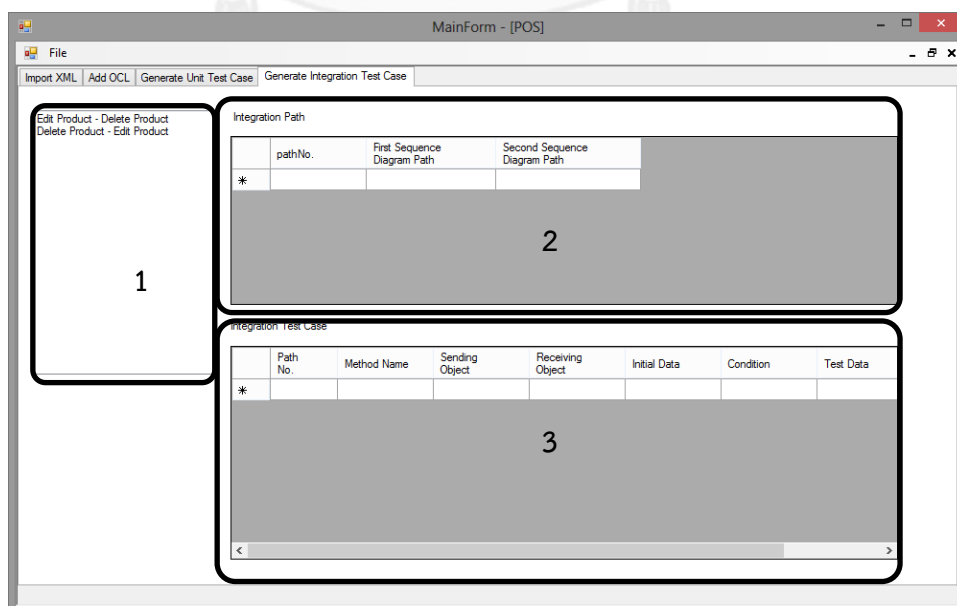 MainForm - [POS]
File
Import XML Add OCL Generate Unit Test Case Generate Integration Test Case
Edit Product - Delete Product
Delete Product - Edit Product
1
Integration Path
pathNo. First Sequence Diagram Path Second Sequence Diagram Path
2
Integration Test Case
Path No. Method Name Sending Object Receiving Object Initial Data Condition Test Data
3